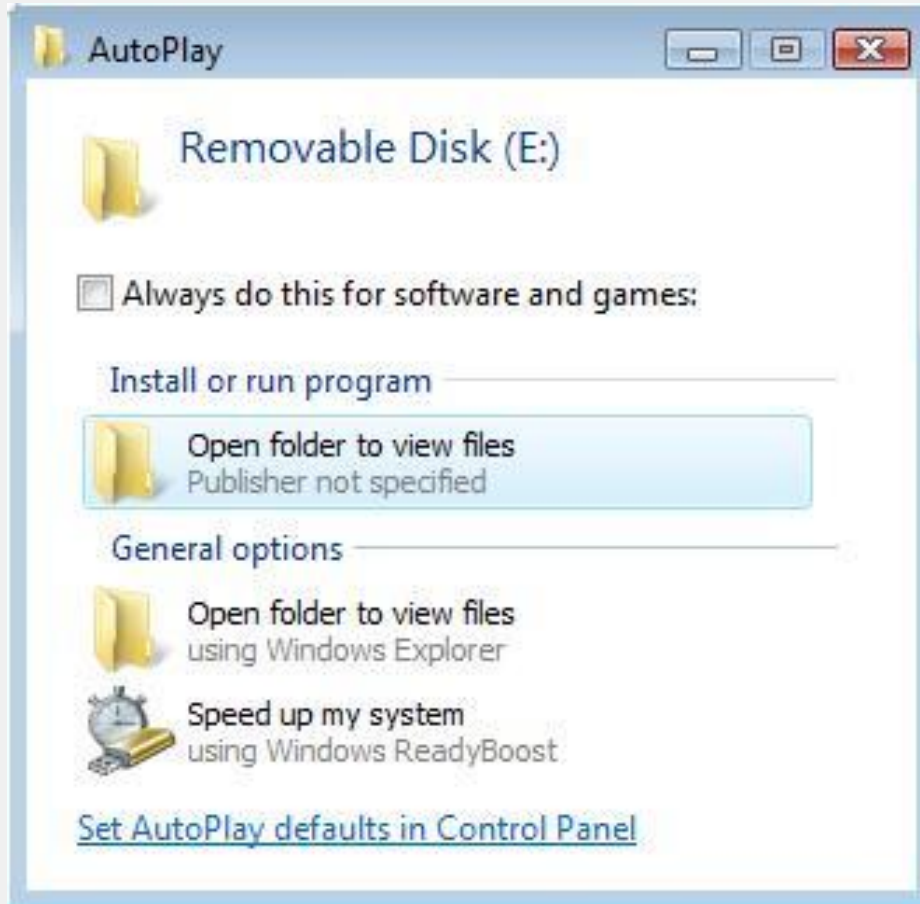 AutoPlay
Removable Disk (E:)
Always do this for software and games:
Install or run program
Open folder to view files
Publisher not specified
General options
Open folder to view files
using Windows Explorer
Speed up my system
using Windows ReadyBoost
Set AutoPlay defaults in Control Panel